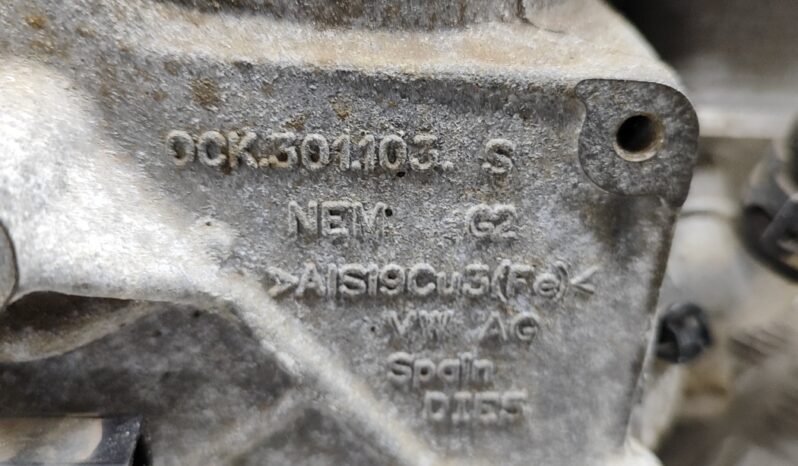 0CK.301.103. S
NEM G2
>AlSi9Cu3(Fe)<
VW AG
Spain
DIES